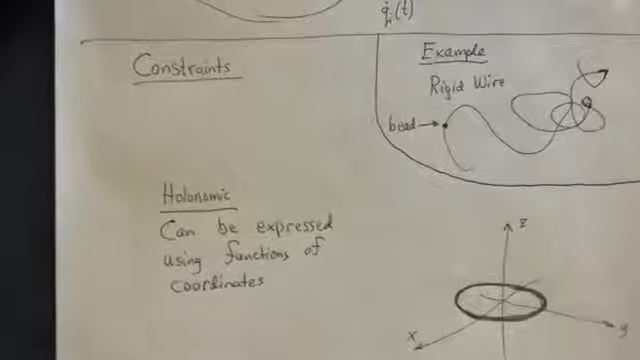 q̇ᵢ(t)
Constraints
Example
Rigid Wire
bead
Holonomic
Can be expressed
using functions of
coordinates
z
x
y